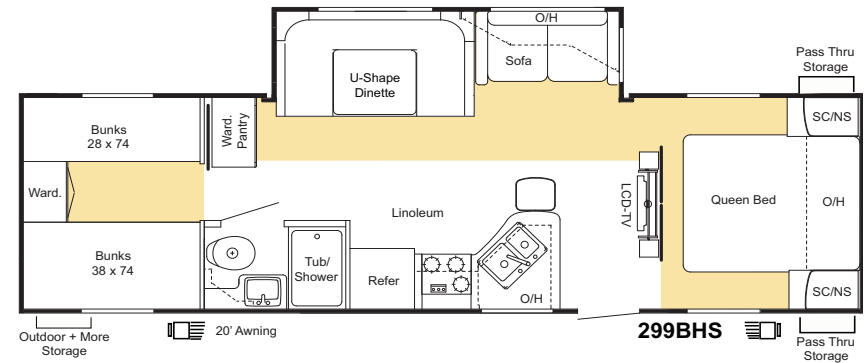 O/H
Sofa
U-Shape
Dinette
Pass Thru
Storage
Bunks
28 x 74
Ward.
Pantry
SC/NS
Ward.
Linoleum
LCD-TV
Queen Bed
O/H
Bunks
38 x 74
Tub/
Shower
Refer
O/H
SC/NS
Outdoor + More
Storage
20' Awning
299BHS
Pass Thru
Storage